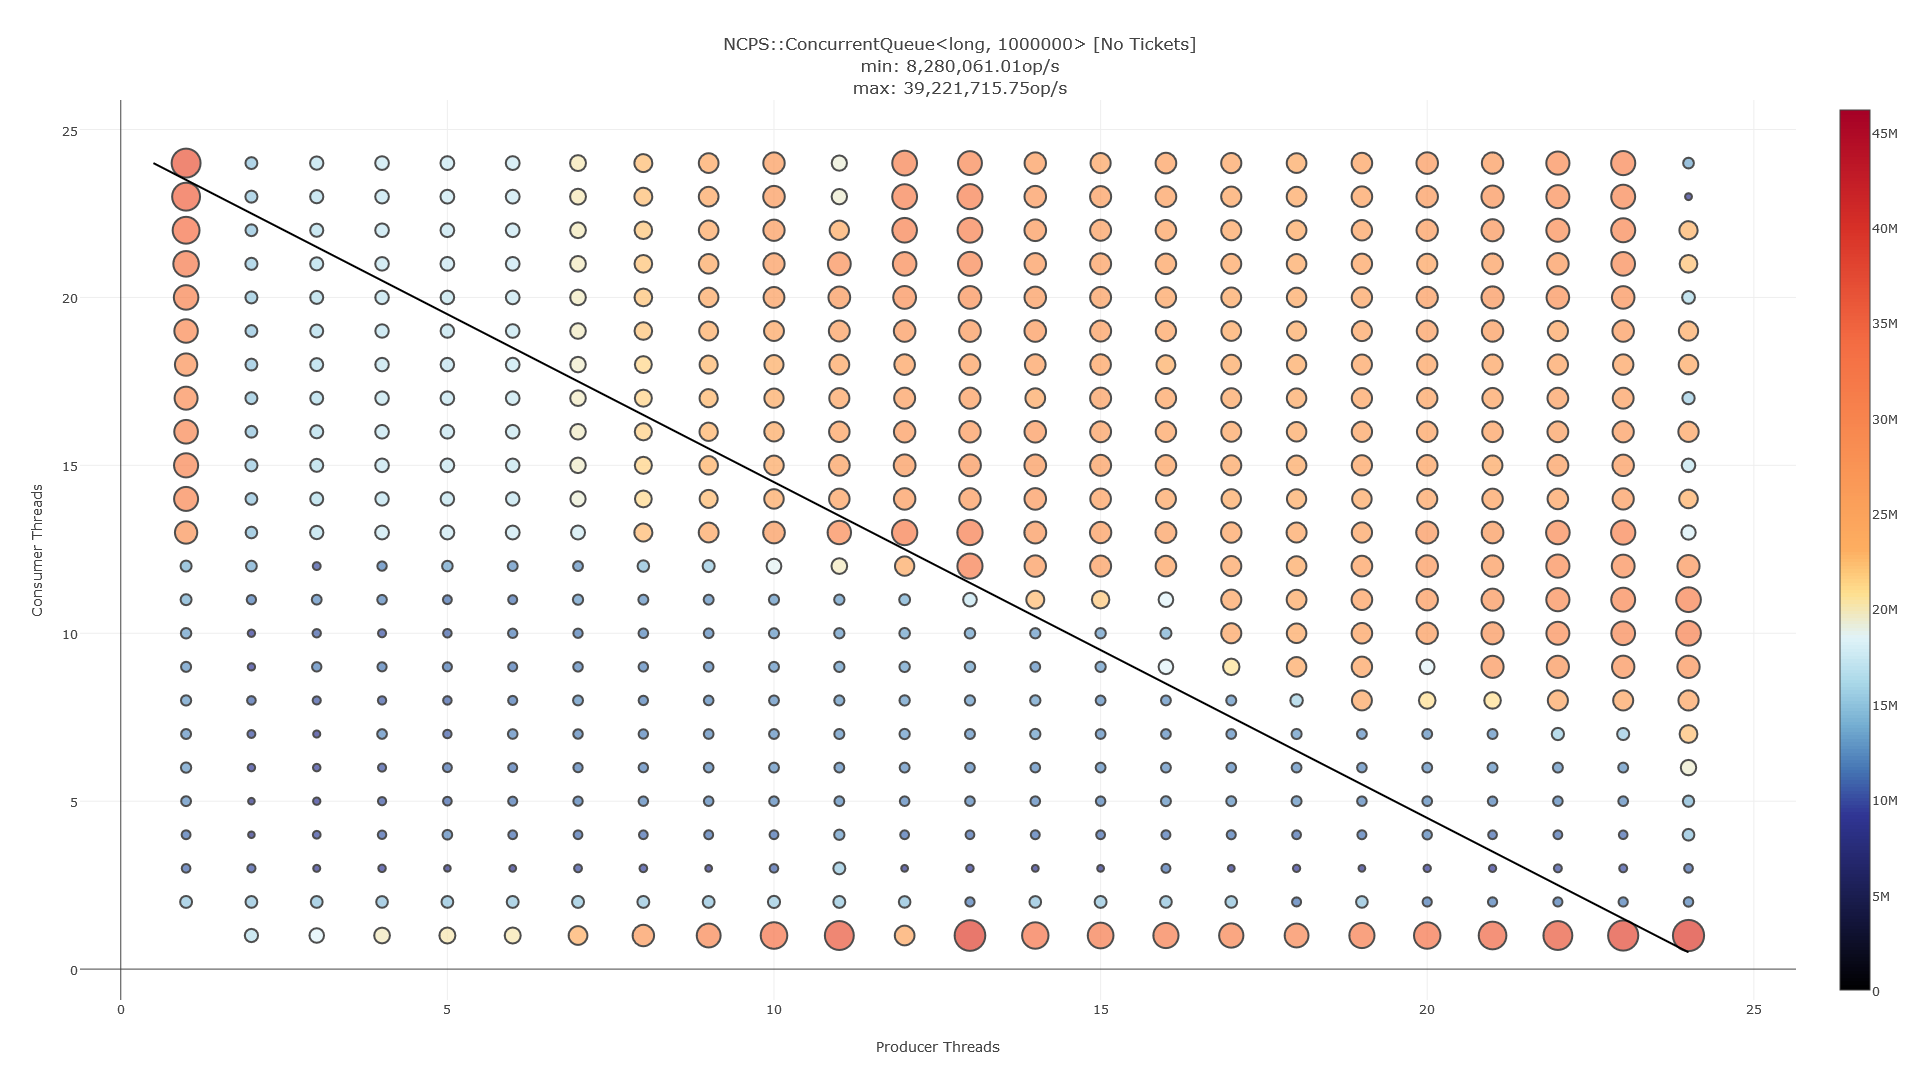 NCPS::ConcurrentQueue<long, 1000000> [No Tickets]
min: 8,280,061.01op/s
max: 39,221,715.75op/s
25
20
15
10
5
0
Consumer Threads
0
5
10
15
20
25
Producer Threads
45M
40M
35M
30M
25M
20M
15M
10M
5M
0